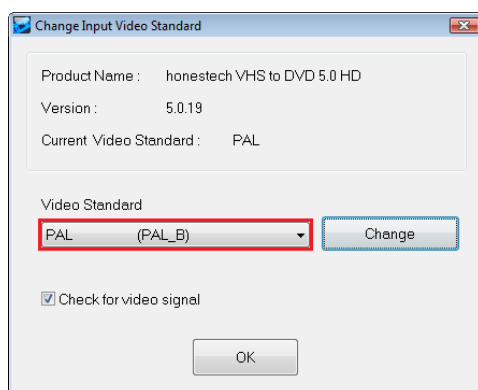 Change Input Video Standard
Product Name : honestech VHS to DVD 5.0 HD
Version : 5.0.19
Current Video Standard : PAL
Video Standard
PAL (PAL_B)
Change
Check for video signal
OK